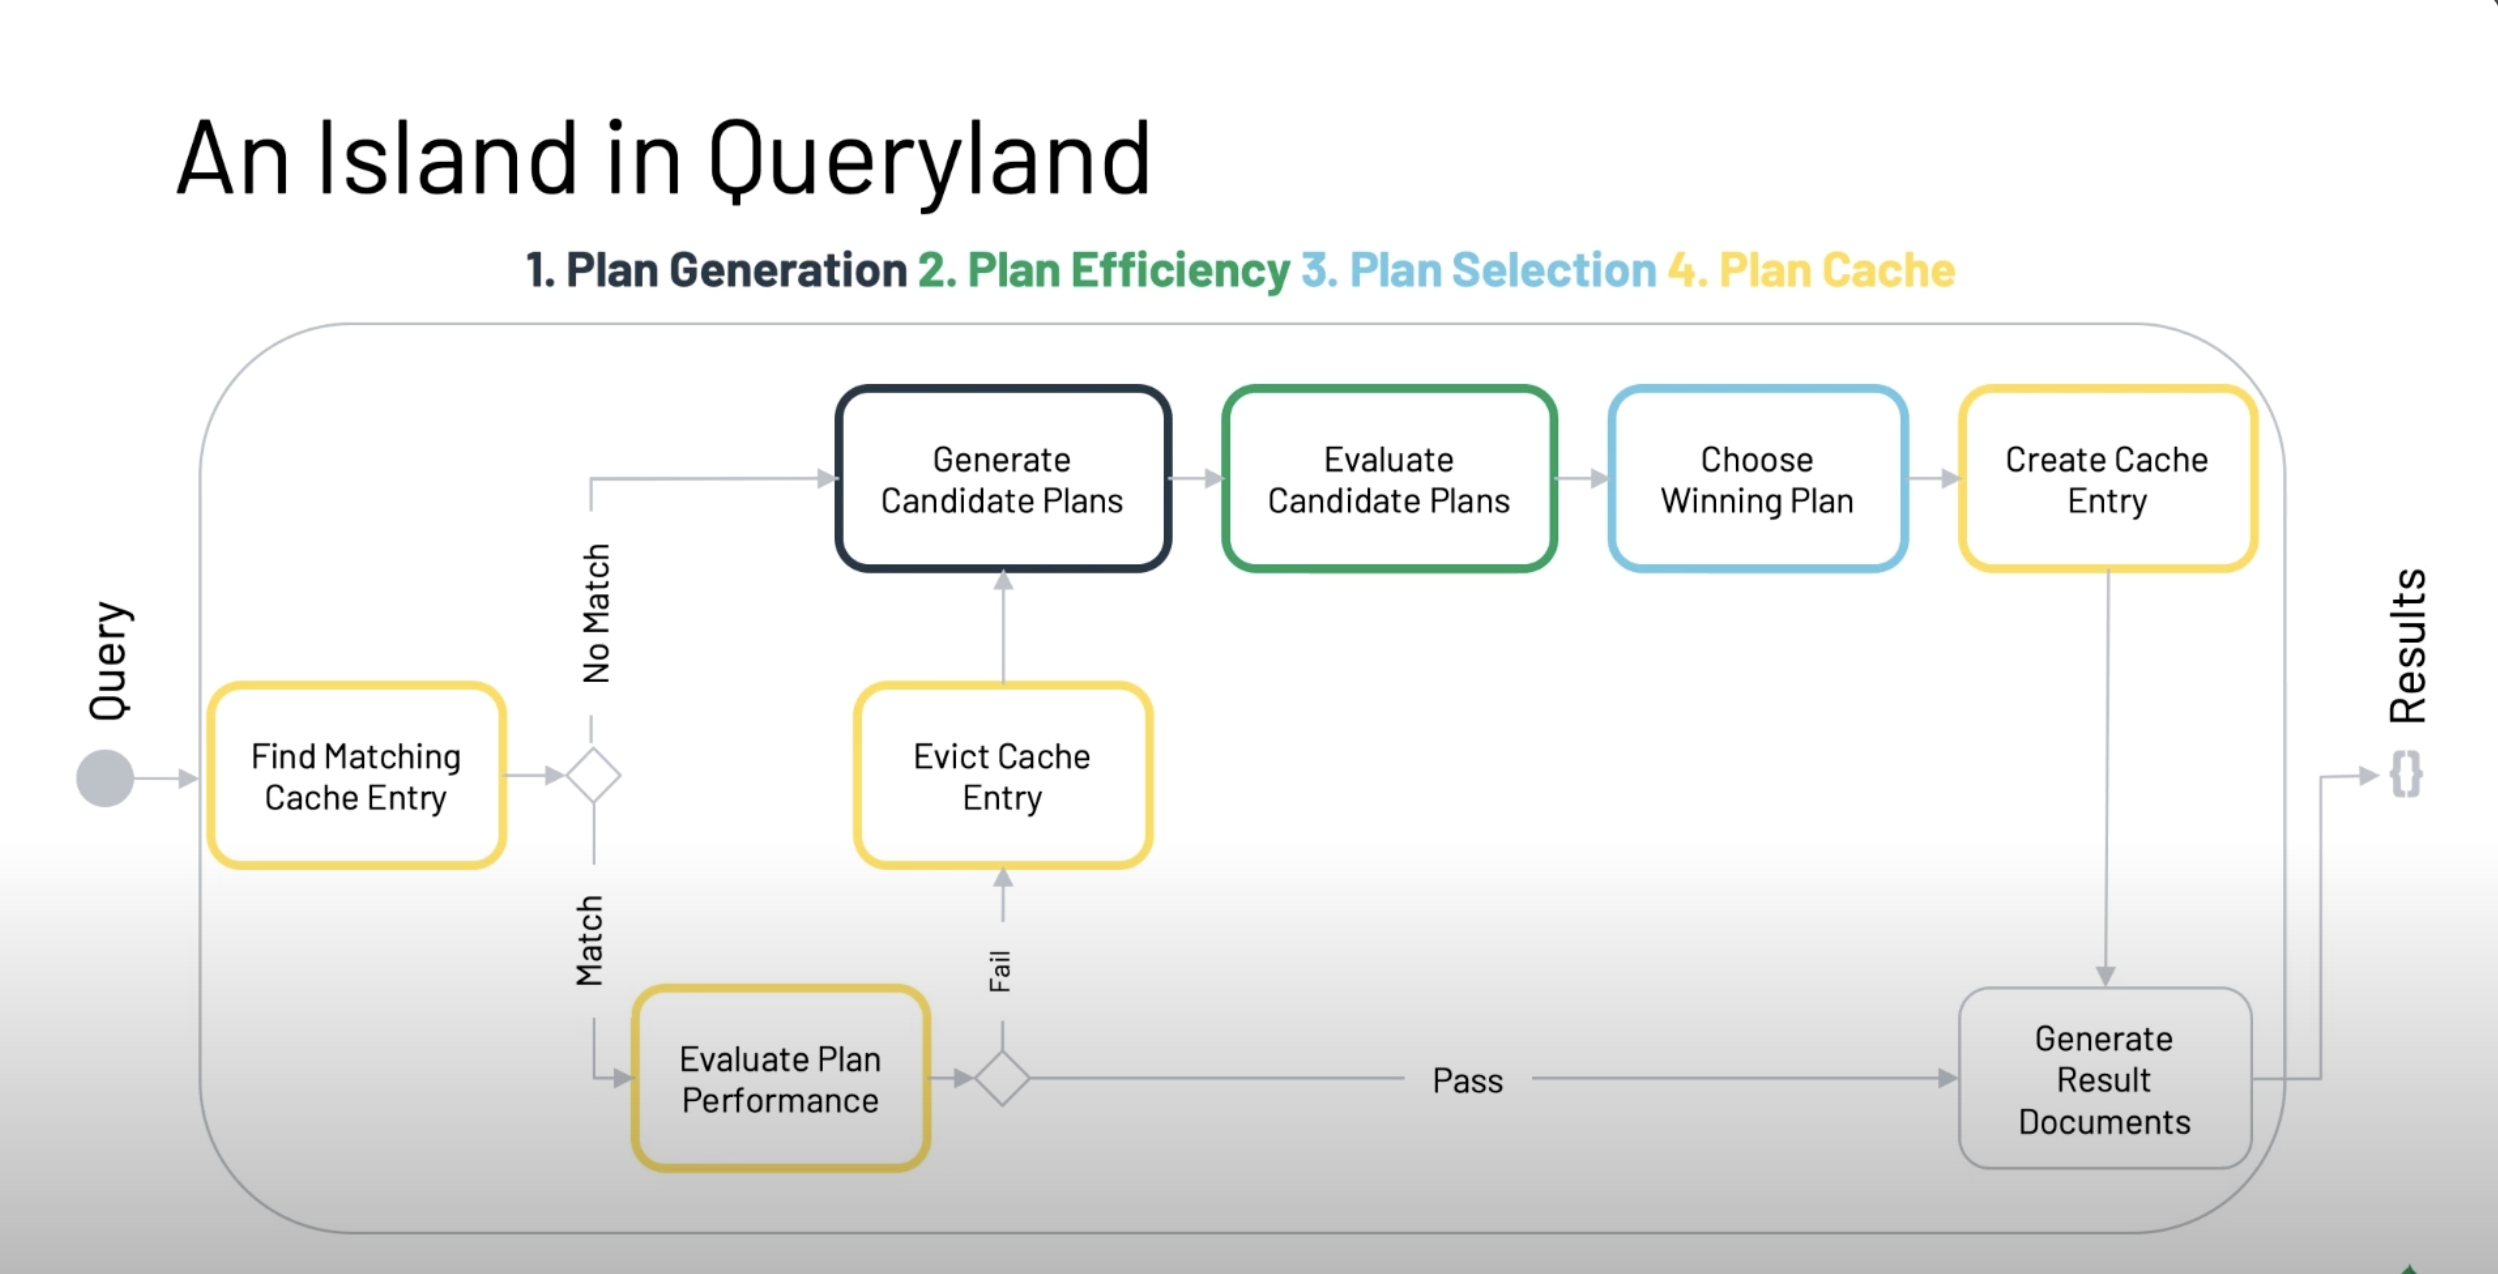 An Island in Queryland
1. Plan Generation 2. Plan Efficiency 3. Plan Selection 4. Plan Cache
Query
Find Matching
Cache Entry
No Match
Match
Generate
Candidate Plans
Evaluate
Candidate Plans
Choose
Winning Plan
Create Cache
Entry
Evict Cache
Entry
Fail
Evaluate Plan
Performance
Pass
Generate
Result
Documents
Results
{}